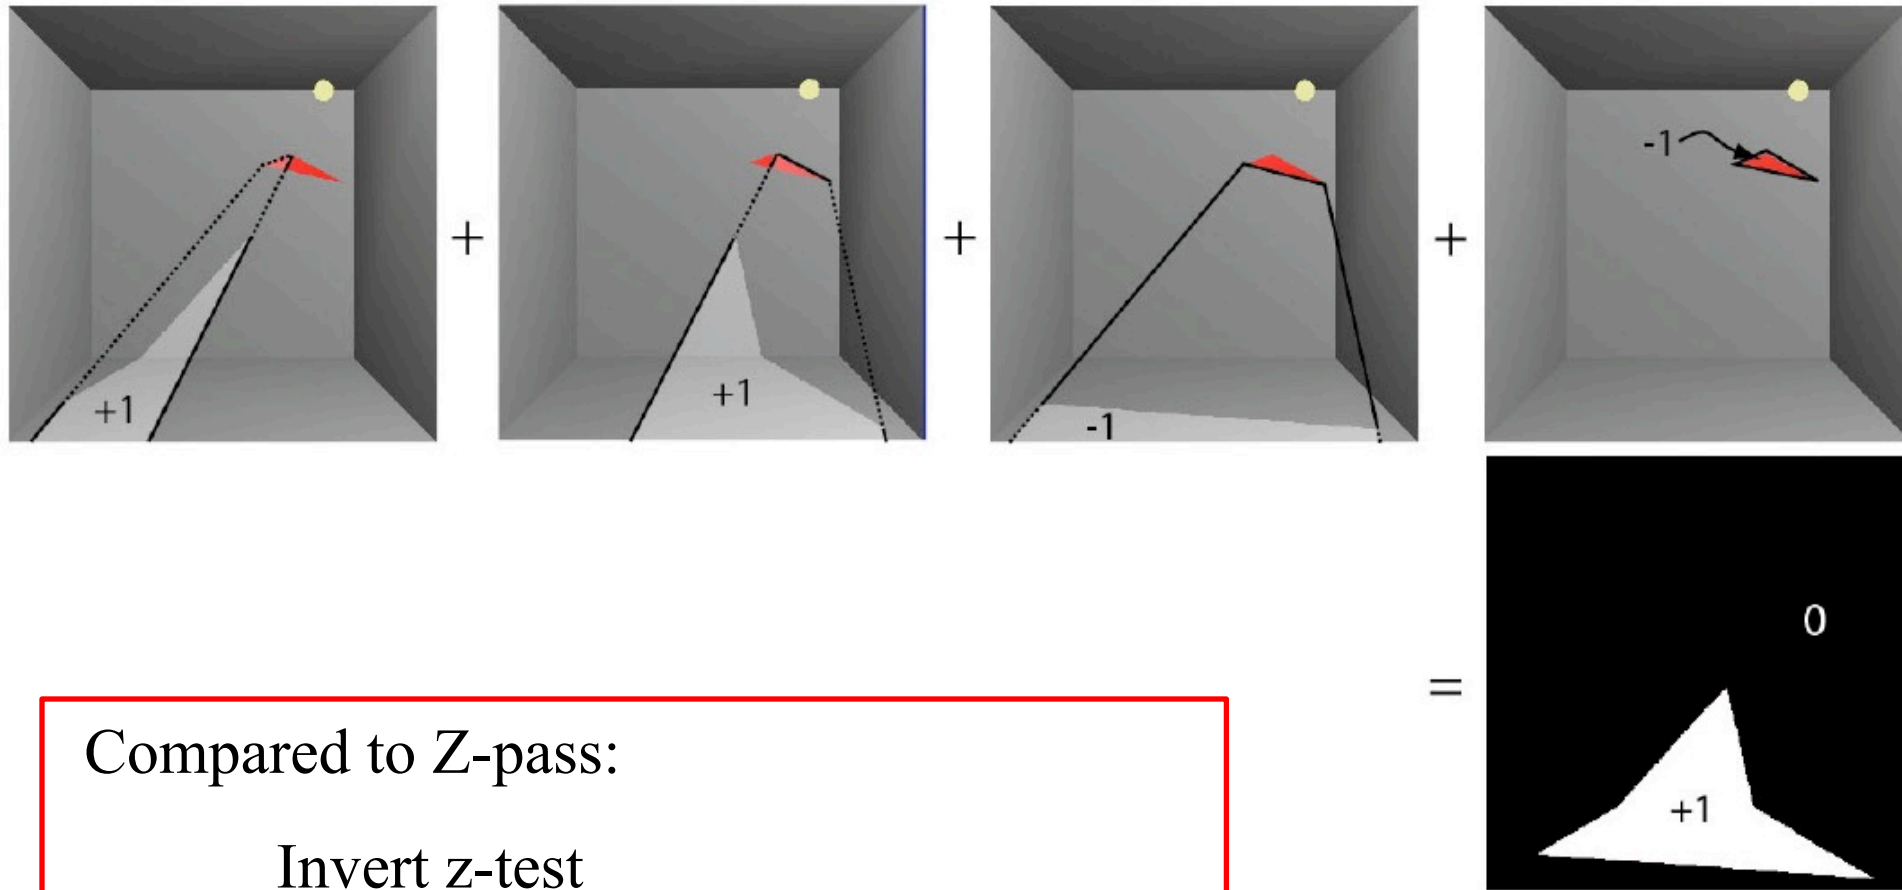 +1 + +1 + -1 + -1
= 0
+1
Compared to Z-pass:
Invert z-test